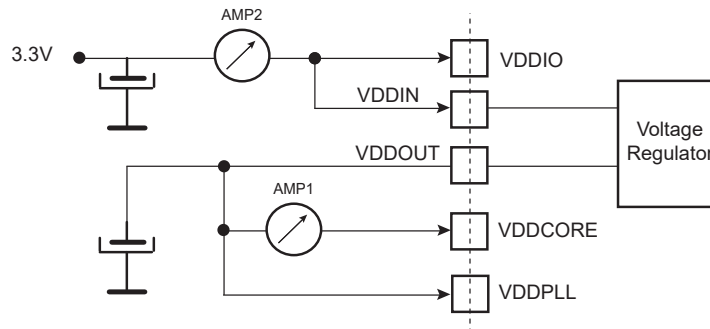 AMP2
3.3V
VDDIO
VDDIN
Voltage
Regulator
VDDOUT
AMP1
VDDCORE
VDDPLL